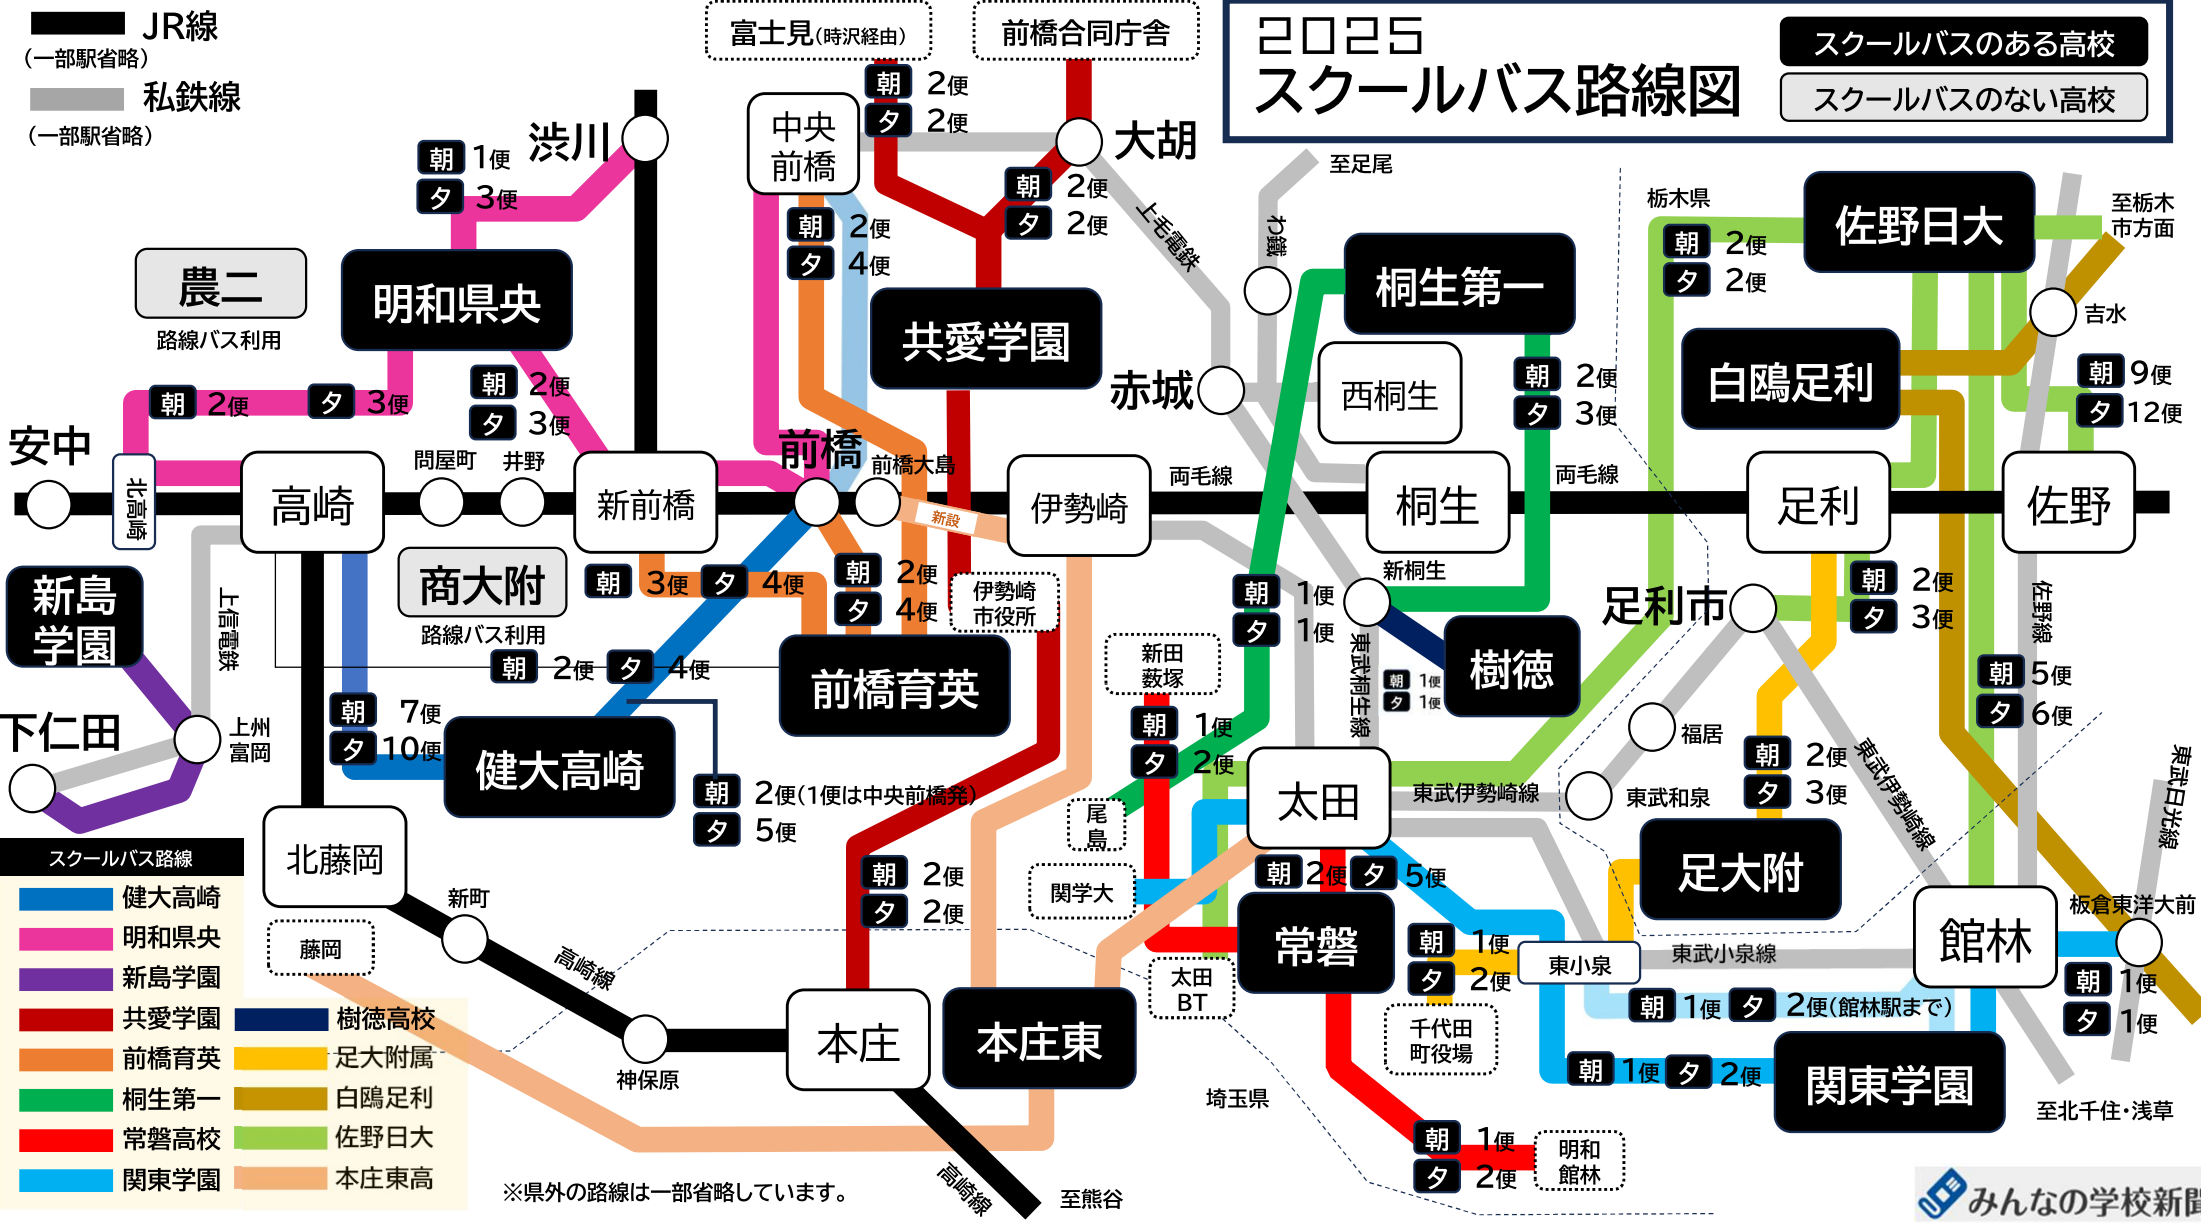 JR線
(一部駅省略)
私鉄線
(一部駅省略)
2025
スクールバス路線図
スクールバスのある高校
スクールバスのない高校
富士見(時沢経由)
前橋合同庁舎
朝 2便
夕 2便
中央
前橋
大胡
渋川
朝 1便
夕 3便
朝 2便
夕 2便
至足尾
栃木県
佐野日大
至栃木
市方面
上毛電鉄
わ鐵
朝 2便
夕 4便
農二
路線バス利用
明和県央
共愛学園
桐生第一
朝 2便
夕 2便
吉水
白鴎足利
西桐生
赤城
朝 2便
夕 3便
朝 9便
夕 12便
朝 2便
夕 3便
朝 2便
夕 3便
安中
北高崎
高崎
問屋町
井野
新前橋
前橋
前橋大島
新設
伊勢崎
両毛線
桐生
両毛線
足利
佐野
新島
学園
上信電鉄
商大附
路線バス利用
朝 3便
夕 4便
朝 2便
夕 4便
伊勢崎
市役所
朝 1便
夕 1便
新桐生
足利市
朝 2便
夕 3便
佐野線
朝 2便
夕 4便
前橋育英
新田
薮塚
東武桐生線
樹徳
朝 1便
夕 1便
朝 5便
夕 6便
下仁田
上州
富岡
朝 7便
夕 10便
健大高崎
朝 2便(1便は中央前橋発)
夕 5便
朝 1便
夕 2便
福居
朝 2便
夕 3便
東武伊勢崎線
東武日光線
尾
島
太田
東武伊勢崎線
東武和泉
足大附
北藤岡
新町
藤岡
朝 2便
夕 2便
関学大
朝 2便
夕 5便
常磐
朝 1便
夕 2便
東小泉
東武小泉線
館林
板倉東洋大前
朝 1便
夕 1便
高崎線
太田
BT
朝 1便
夕 2便(館林駅まで)
千代田
町役場
本庄
本庄東
神保原
埼玉県
朝 1便
夕 2便
関東学園
至北千住・浅草
朝 1便
夕 2便
明和
館林
高崎線
至熊谷
※県外の路線は一部省略しています。
スクールバス路線
健大高崎
明和県央
新島学園
共愛学園
前橋育英
桐生第一
常磐高校
関東学園
樹徳高校
足大附属
白鴎足利
佐野日大
本庄東高
みんなの学校新聞